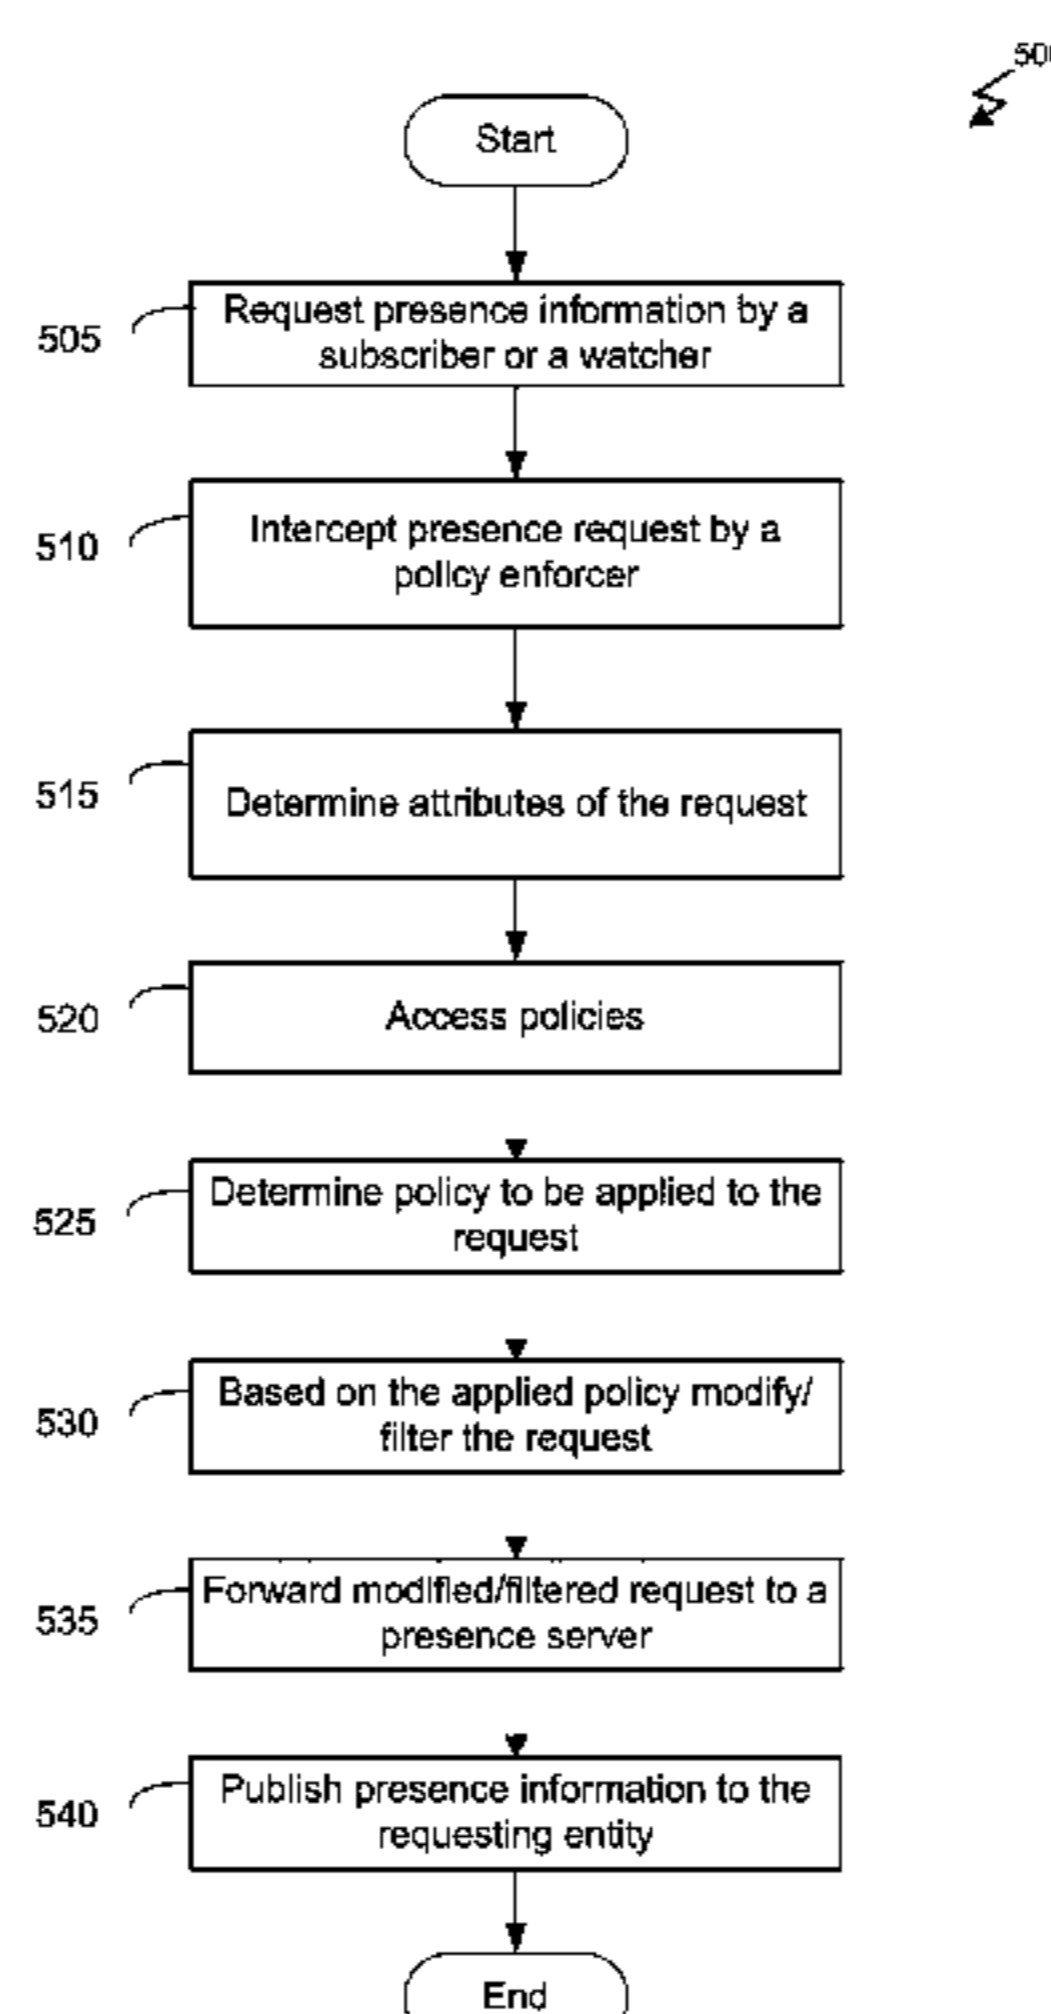 500
Start
505
Request presence information by a
subscriber or a watcher
510
Intercept presence request by a
policy enforcer
515
Determine attributes of the request
520
Access policies
525
Determine policy to be applied to the
request
530
Based on the applied policy modify/
filter the request
535
Forward modified/filtered request to a
presence server
540
Publish presence information to the
requesting entity
End